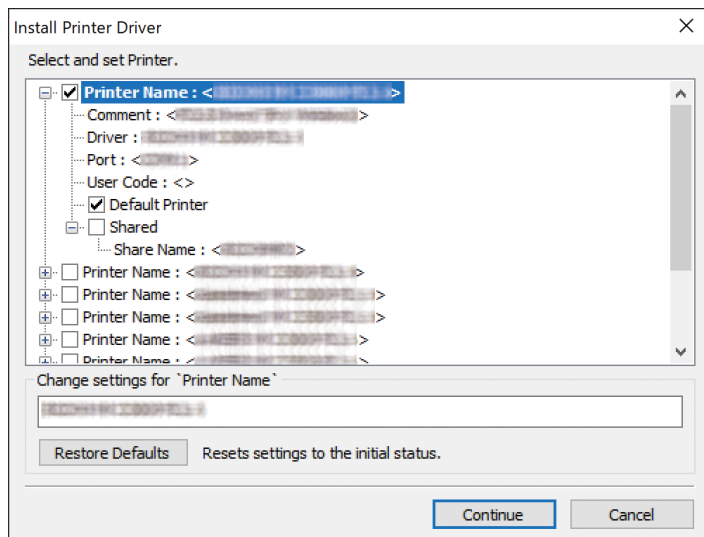 Install Printer Driver
Select and set Printer.
Printer Name : < >
Comment : < >
Driver :
Port : < >
User Code : <>
Default Printer
Shared
Share Name : < >
Printer Name : < >
Printer Name : < >
Printer Name : < >
Printer Name : < >
Printer Name : < >
Change settings for `Printer Name`
Restore Defaults Resets settings to the initial status.
Continue Cancel